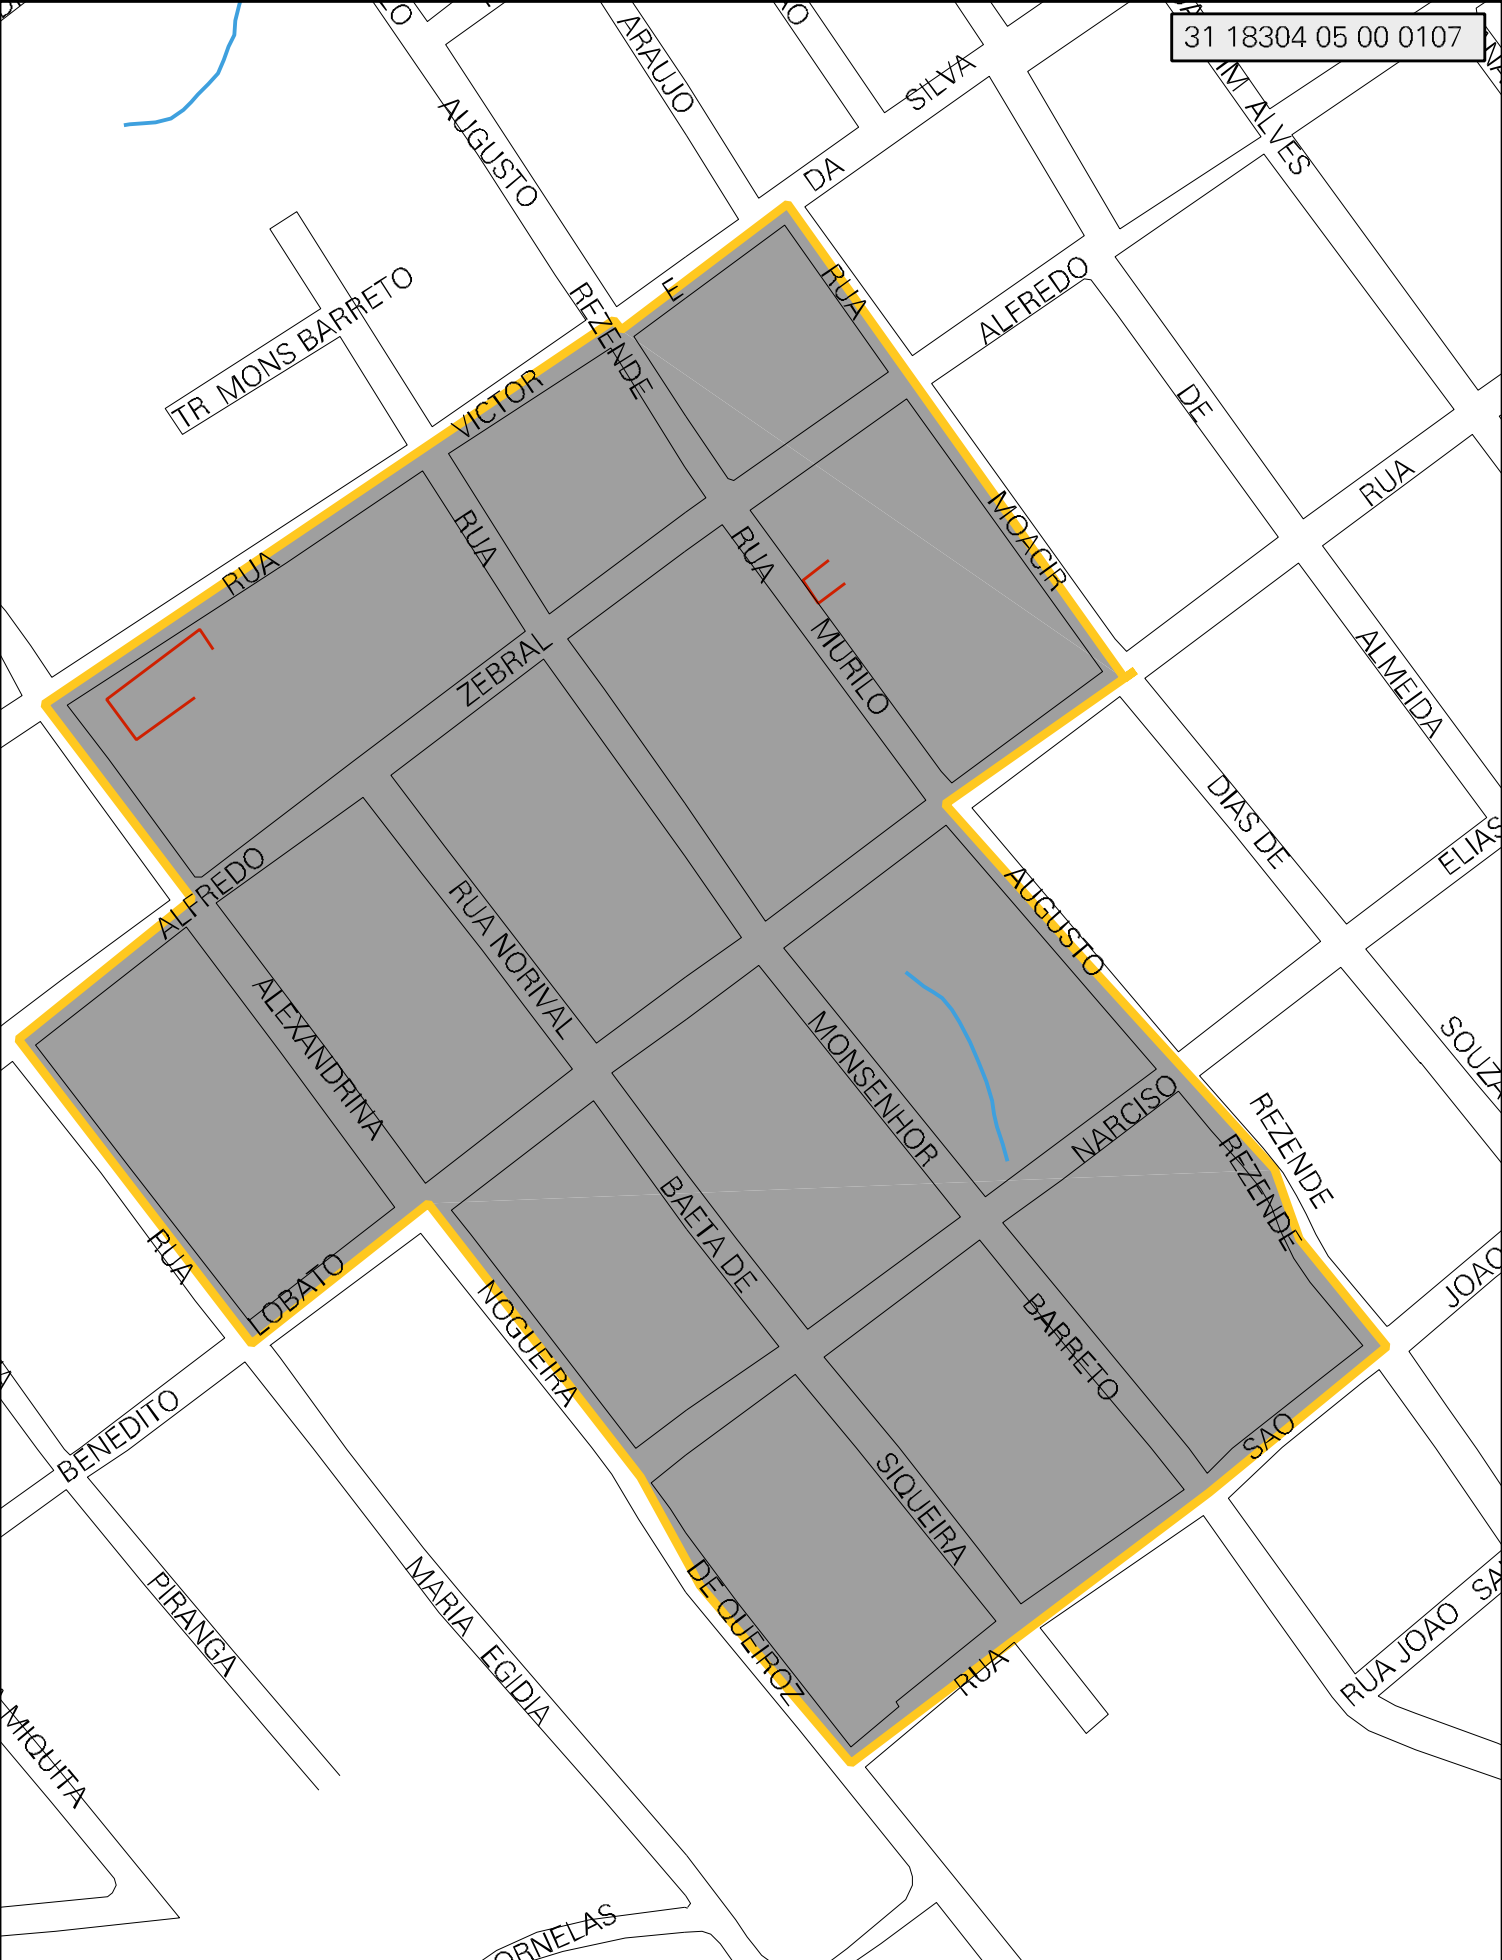 31 18304 05 00 0107
ARAUJO
SILVA
IM ALVES
AUGUSTO
DA
E
RUA
ALFREDO
REZENDE
TR MONS BARRETO
VICTOR
DE
RUA
RUA
RUA
RUA
MOACIR
ZEBRAL
MURILO
ALMEIDA
DIAS DE
ELIAS
ALFREDO
AUGUSTO
RUA NORIVAL
ALEXANDRINA
MONSENHOR
NARCISO
REZENDE
REZENDE
SOUZA
BAETA DE
RUA
LOBATO
NOGUEIRA
BARRETO
JOAO
BENEDITO
SAO
SIQUEIRA
DE QUEIROZ
RUA
MARIA EGIDIA
PIRANGA
RUA JOAO
SA
MIQUITA
ORNELAS